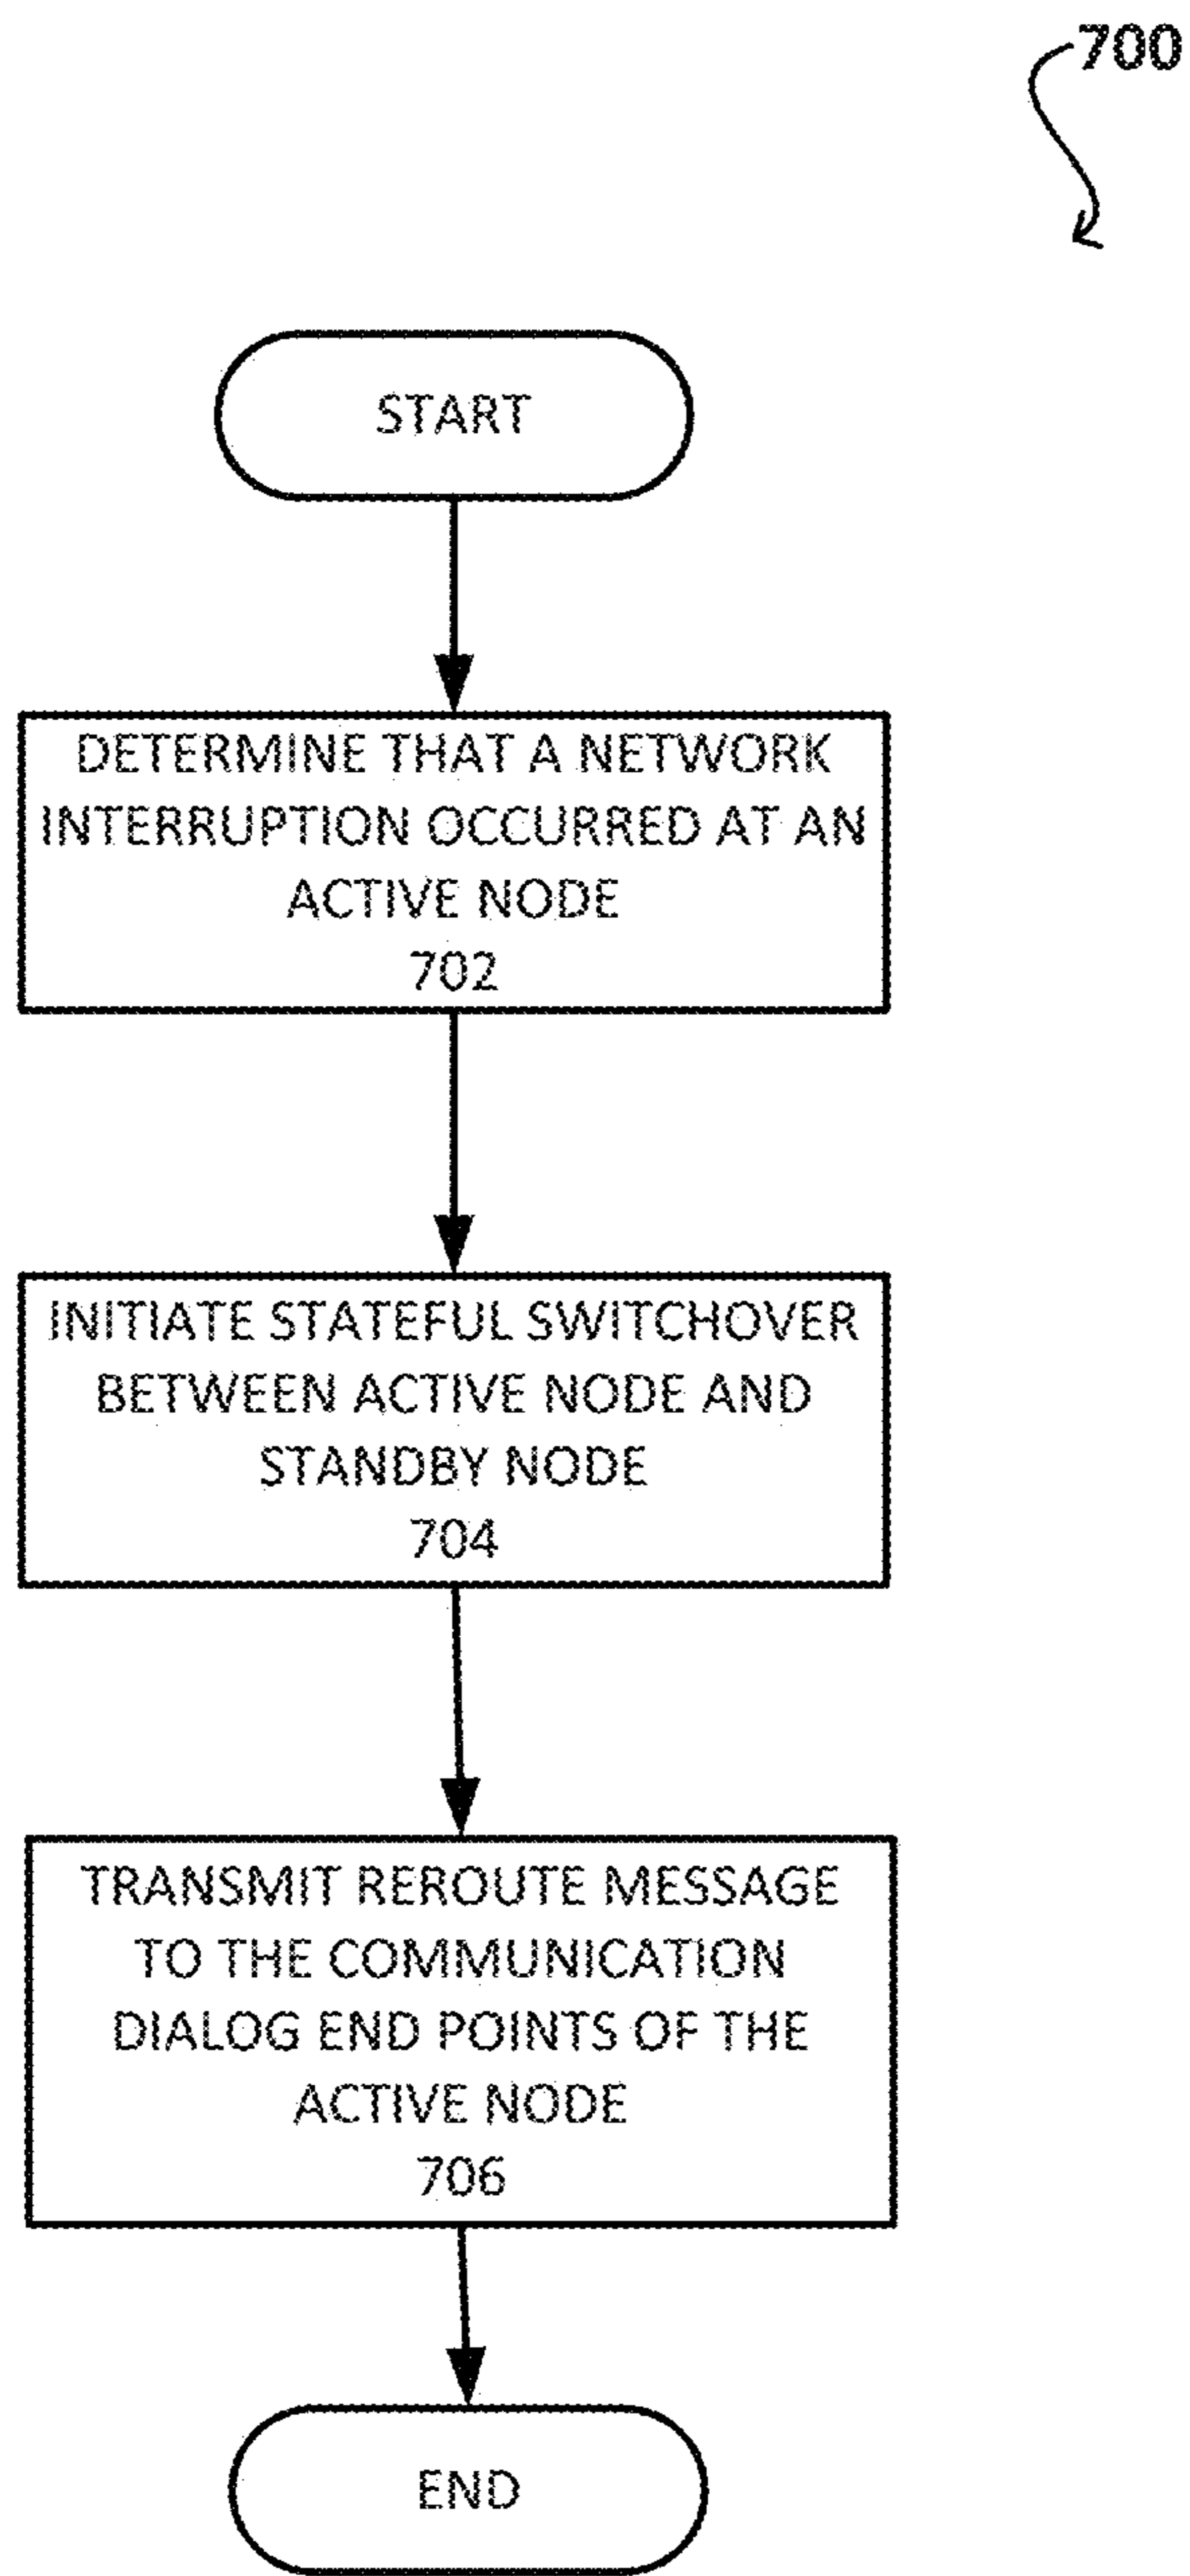 700
START
DETERMINE THAT A NETWORK
INTERRUPTION OCCURRED AT AN
ACTIVE NODE
702
INITIATE STATEFUL SWITCHOVER
BETWEEN ACTIVE NODE AND
STANDBY NODE
704
TRANSMIT REROUTE MESSAGE
TO THE COMMUNICATION
DIALOG END POINTS OF THE
ACTIVE NODE
706
END